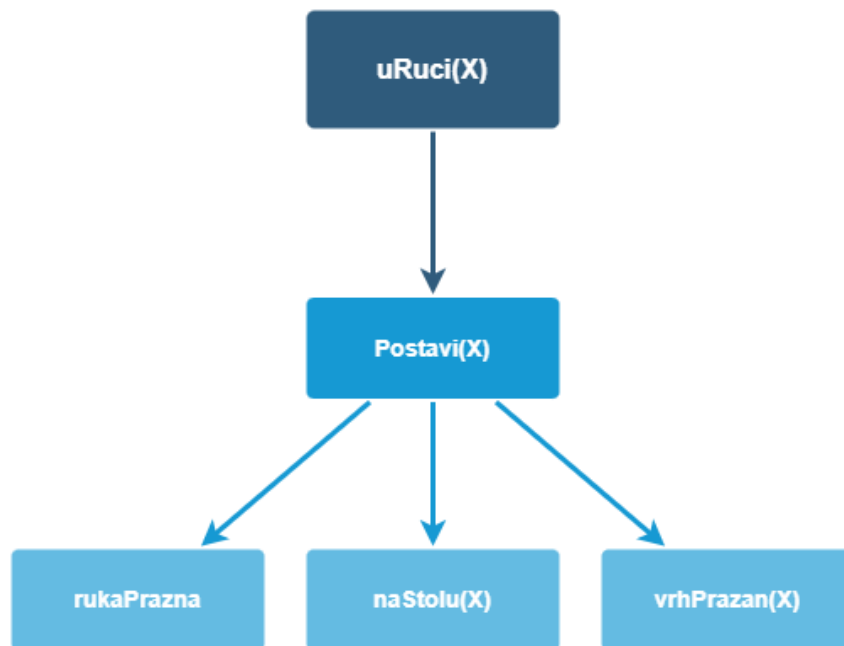 uRuci(X)
Postavi(X)
rukaPrazna
naStolu(X)
vrhPrazan(X)